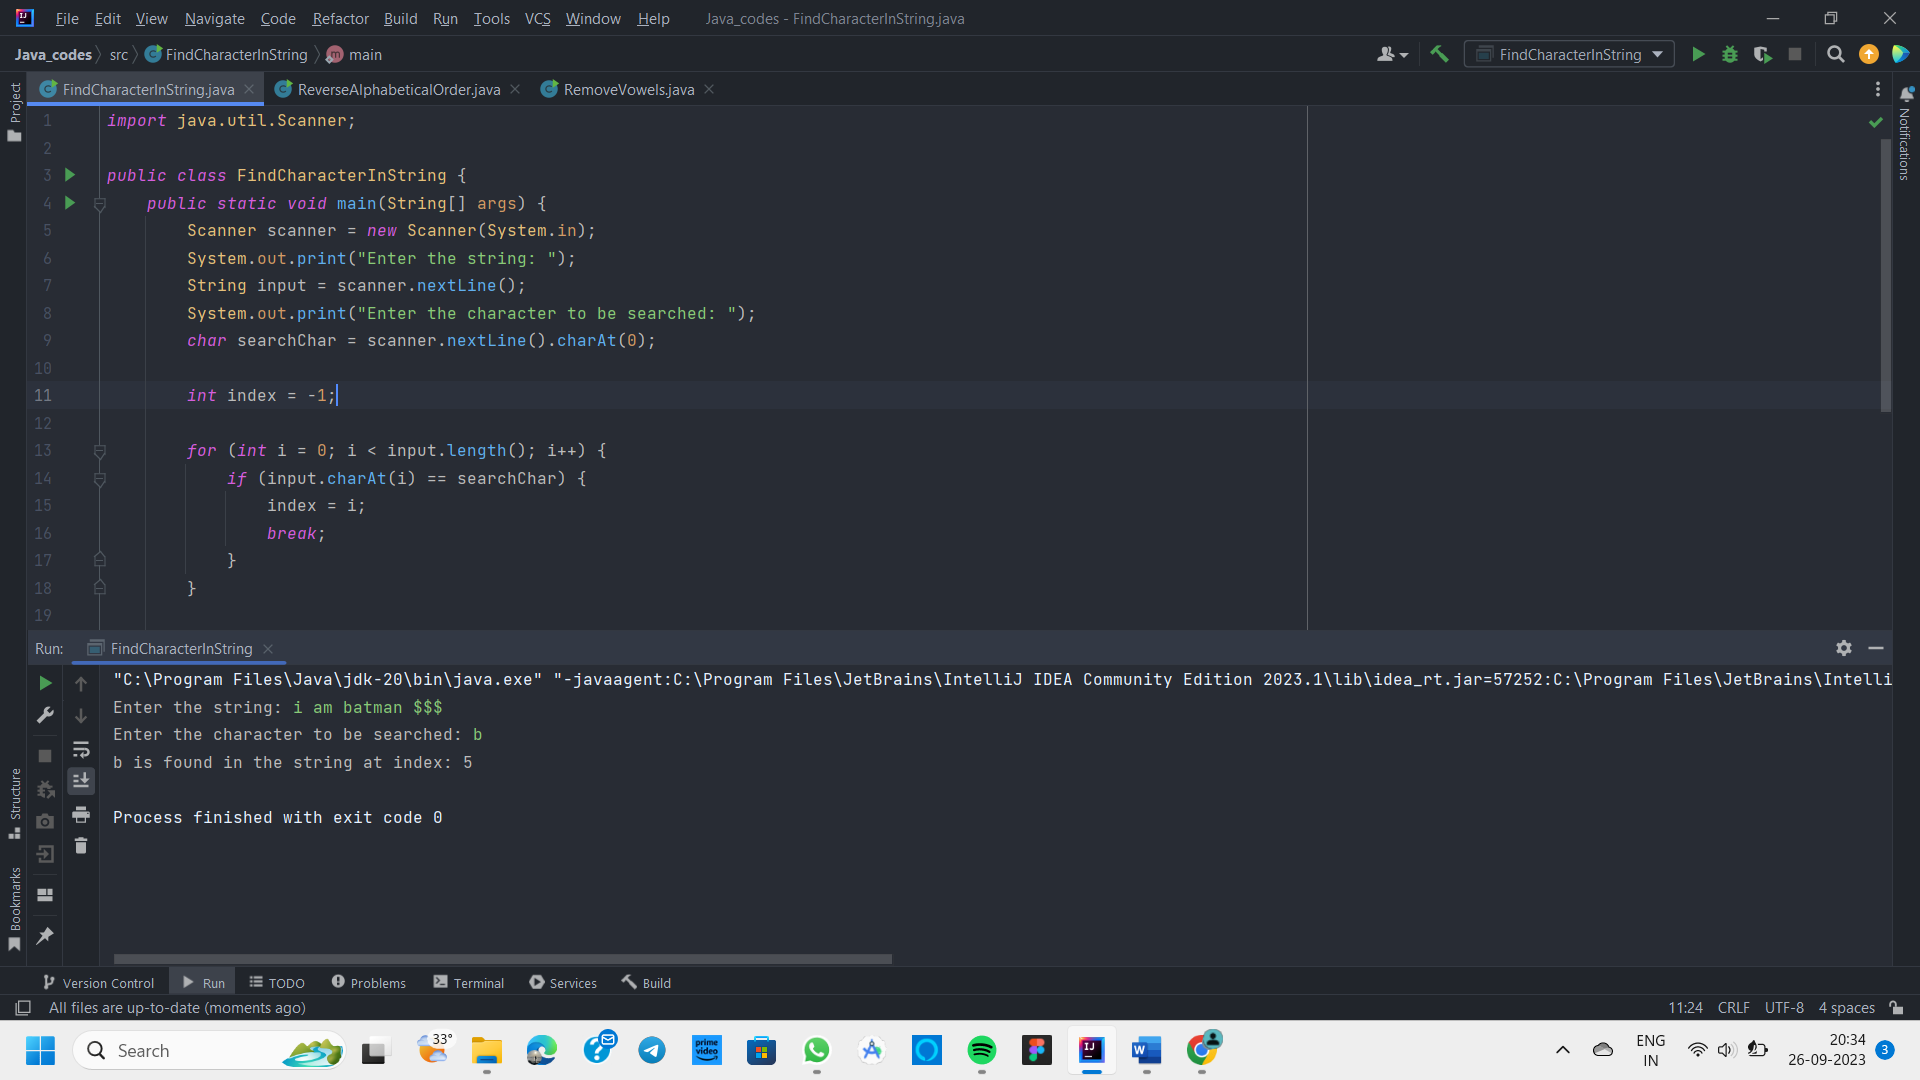 File Edit View Navigate Code Refactor Build Run Tools VCS Window Help Java_codes - FindCharacterInString.java
Java_codes src FindCharacterInString m main FindCharacterInString
FindCharacterInString.java ReverseAlphabeticalOrder.java RemoveVowels.java
Project
Notifications
1 import java.util.Scanner;
2
3 public class FindCharacterInString {
4 public static void main(String[] args) {
5 Scanner scanner = new Scanner(System.in);
6 System.out.print("Enter the string: ");
7 String input = scanner.nextLine();
8 System.out.print("Enter the character to be searched: ");
9 char searchChar = scanner.nextLine().charAt(0);
10
11 int index = -1;
12
13 for (int i = 0; i < input.length(); i++) {
14 if (input.charAt(i) == searchChar) {
15 index = i;
16 break;
17 }
18 }
19
Run: FindCharacterInString
"C:\Program Files\Java\jdk-20\bin\java.exe" "-javaagent:C:\Program Files\JetBrains\IntelliJ IDEA Community Edition 2023.1\lib\idea_rt.jar=57252:C:\Program Files\JetBrains\Intelli
Enter the string: i am batman $$$
Enter the character to be searched: b
b is found in the string at index: 5
Process finished with exit code 0
Structure
Bookmarks
Version Control Run TODO Problems Terminal Services Build
All files are up-to-date (moments ago) 11:24 CRLF UTF-8 4 spaces
Search 33° prime video ENG IN 20:34 26-09-2023 3